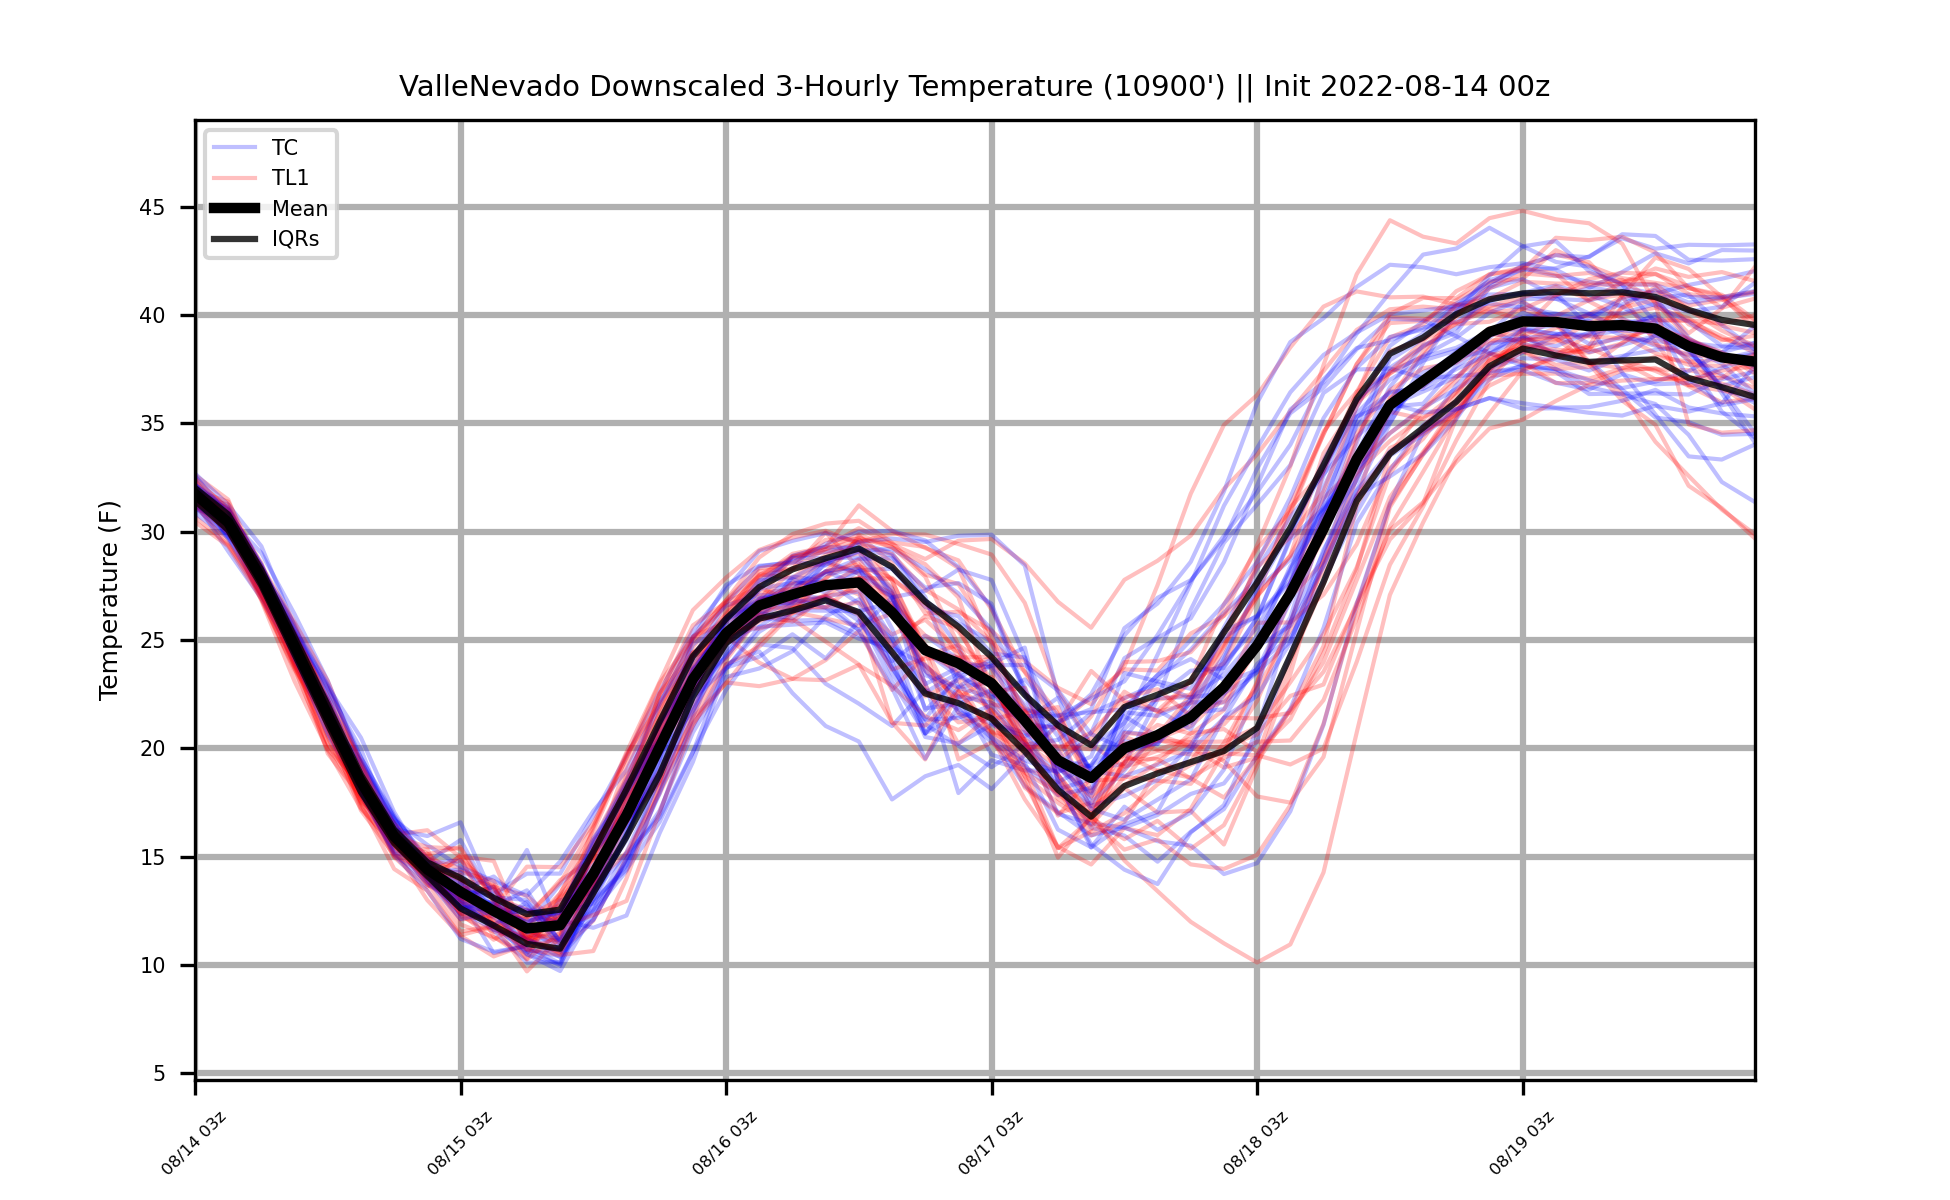 ValleNevado Downscaled 3-Hourly Temperature (10900') || Init 2022-08-14 00z
TC
TL1
Mean
IQRs
Temperature (F)
45
40
35
30
25
20
15
10
5
08/14 03z
08/15 03z
08/16 03z
08/17 03z
08/18 03z
08/19 03z